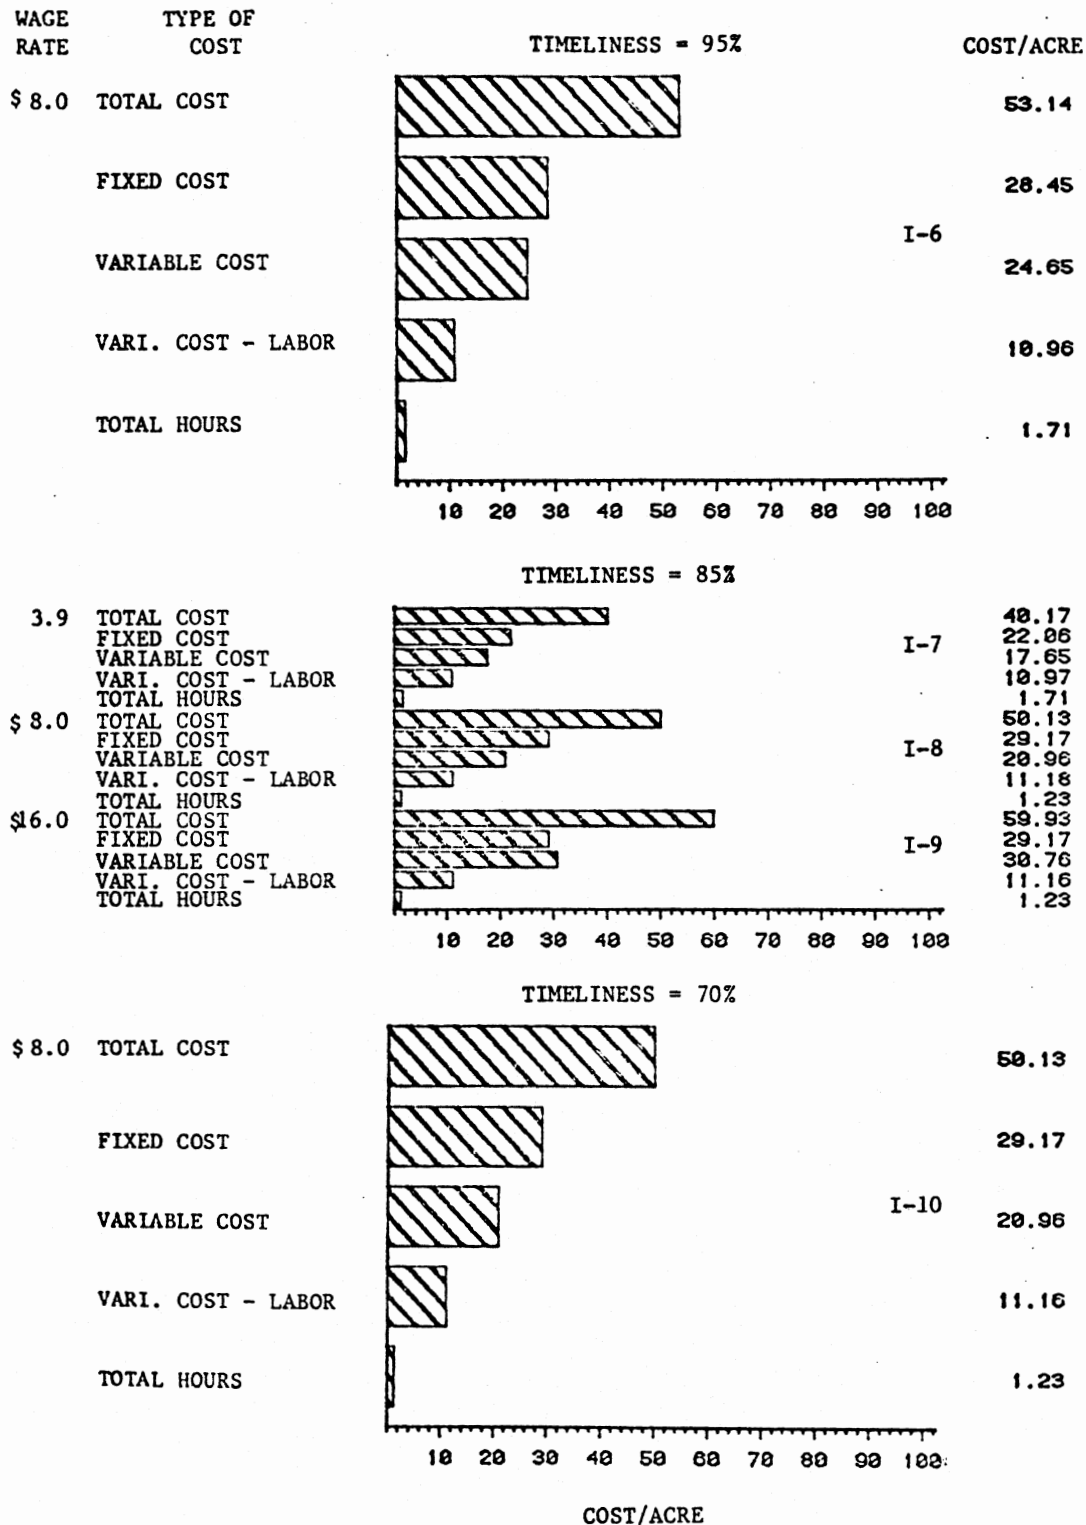 WAGE TYPE OF
RATE COST TIMELINESS = 95% COST/ACRE
$ 8.0 TOTAL COST 53.14
FIXED COST 28.45
I-6
VARIABLE COST 24.65
VARI. COST - LABOR 10.96
TOTAL HOURS 1.71
10 20 30 40 50 60 70 80 90 100
TIMELINESS = 85%
3.9 TOTAL COST 40.17
FIXED COST I-7 22.06
VARIABLE COST 17.65
VARI. COST - LABOR 10.97
TOTAL HOURS 1.71
$ 8.0 TOTAL COST 50.13
FIXED COST I-8 29.17
VARIABLE COST 20.96
VARI. COST - LABOR 11.16
TOTAL HOURS 1.23
$16.0 TOTAL COST 59.93
FIXED COST I-9 29.17
VARIABLE COST 30.76
VARI. COST - LABOR 11.16
TOTAL HOURS 1.23
10 20 30 40 50 60 70 80 90 100
TIMELINESS = 70%
$ 8.0 TOTAL COST 50.13
FIXED COST 29.17
I-10
VARIABLE COST 20.96
VARI. COST - LABOR 11.16
TOTAL HOURS 1.23
10 20 30 40 50 60 70 80 90 100
COST/ACRE